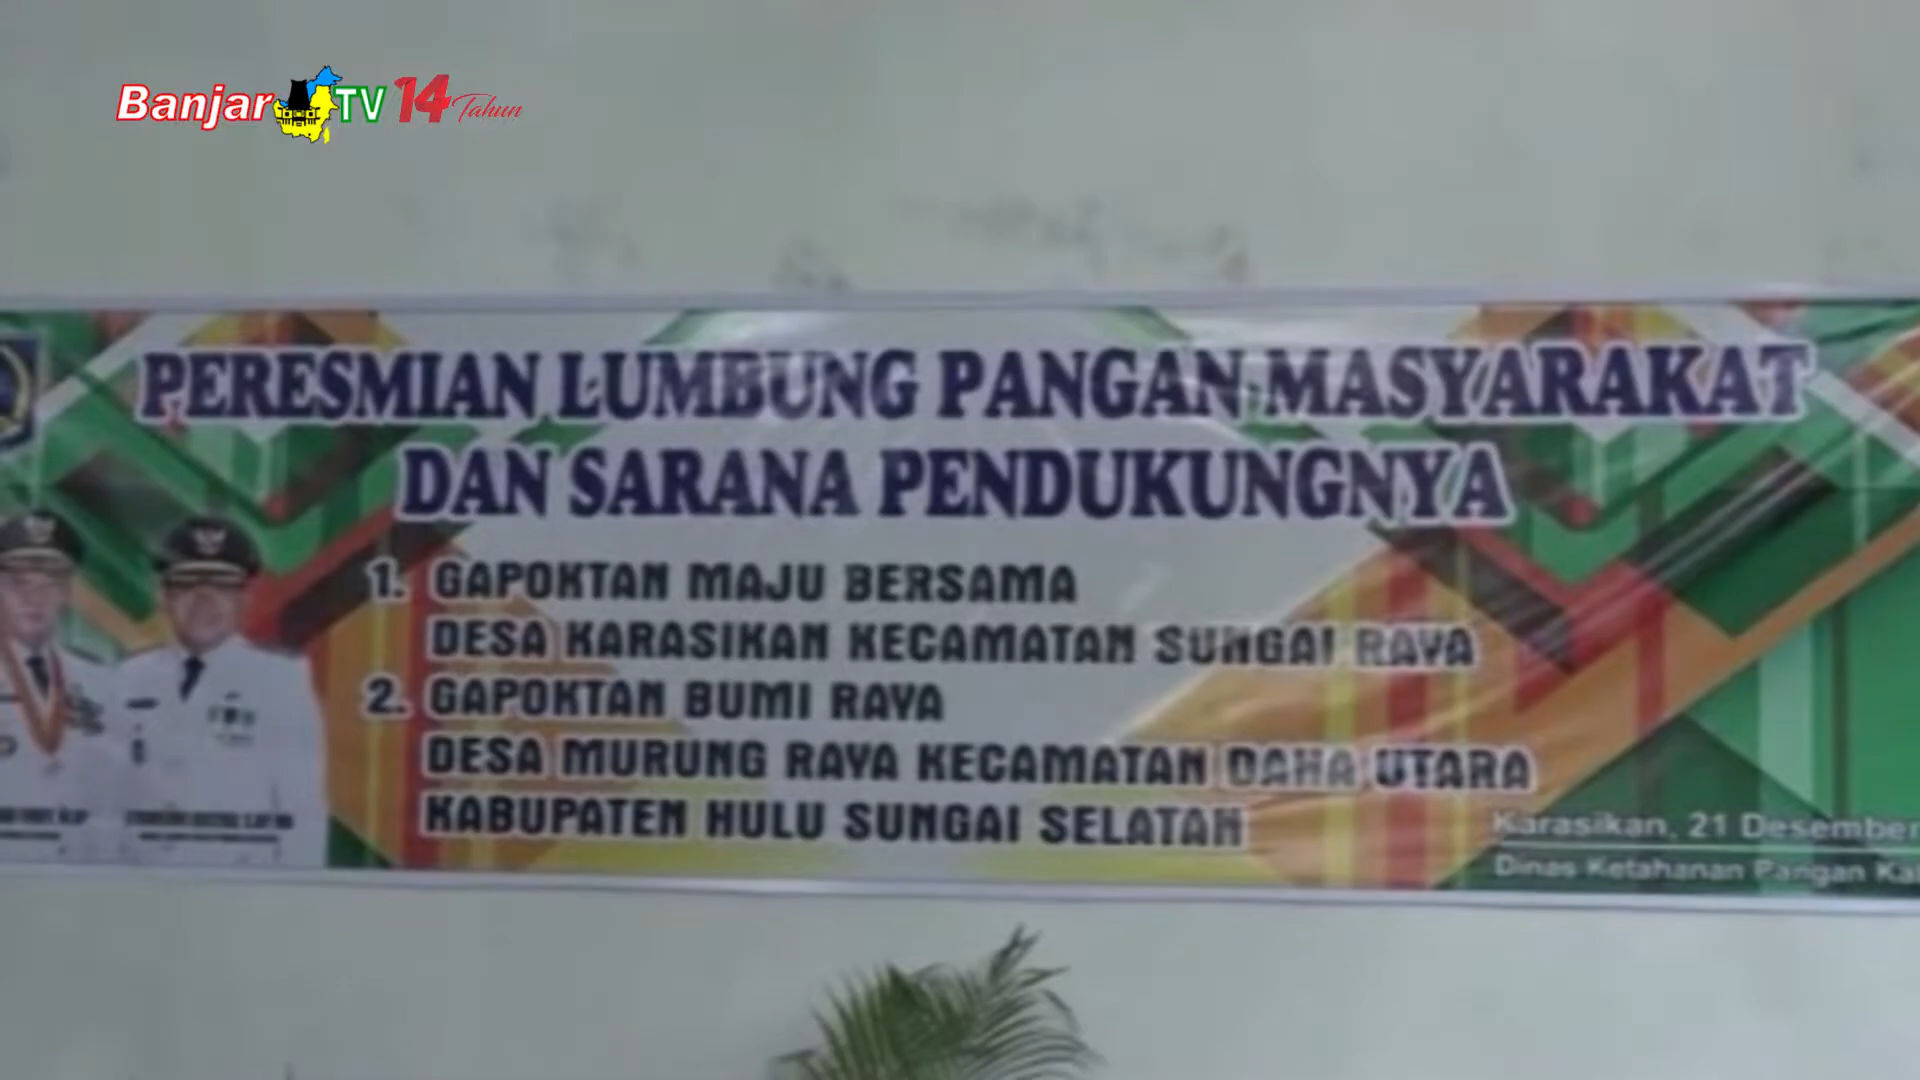 Banjar TV 14 Tahun
PERESMIAN LUMBUNG PANGAN MASYARAKAT
DAN SARANA PENDUKUNGNYA
1. GAPOKTAN MAJU BERSAMA
DESA KARASIKAN KECAMATAN SUNGAI RAYA
2. GAPOKTAN BUMI RAYA
DESA MURUNG RAYA KECAMATAN DAHA UTARA
KABUPATEN HULU SUNGAI SELATAN
Karasikan, 21 Desember
Dinas Ketahanan Pangan